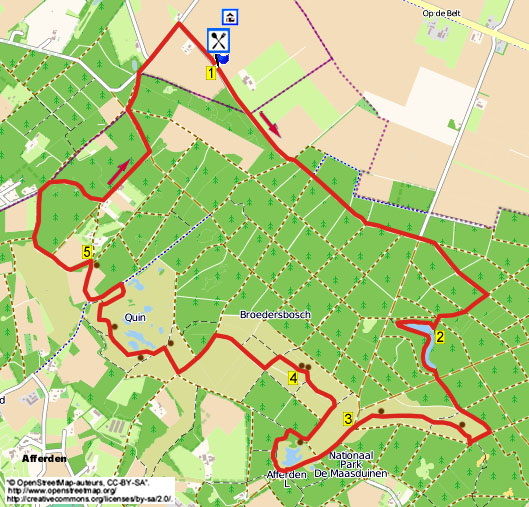 Op de Belt
1
5
Quin
Broedersbosch
2
4
3
Afferden
Nationaal
Park
De Maasduinen
Afferden
L
"© OpenStreetMap-auteurs, CC-BY-SA".
http://www.openstreetmap.org/
http://creativecommons.org/licenses/by-sa/2.0/.